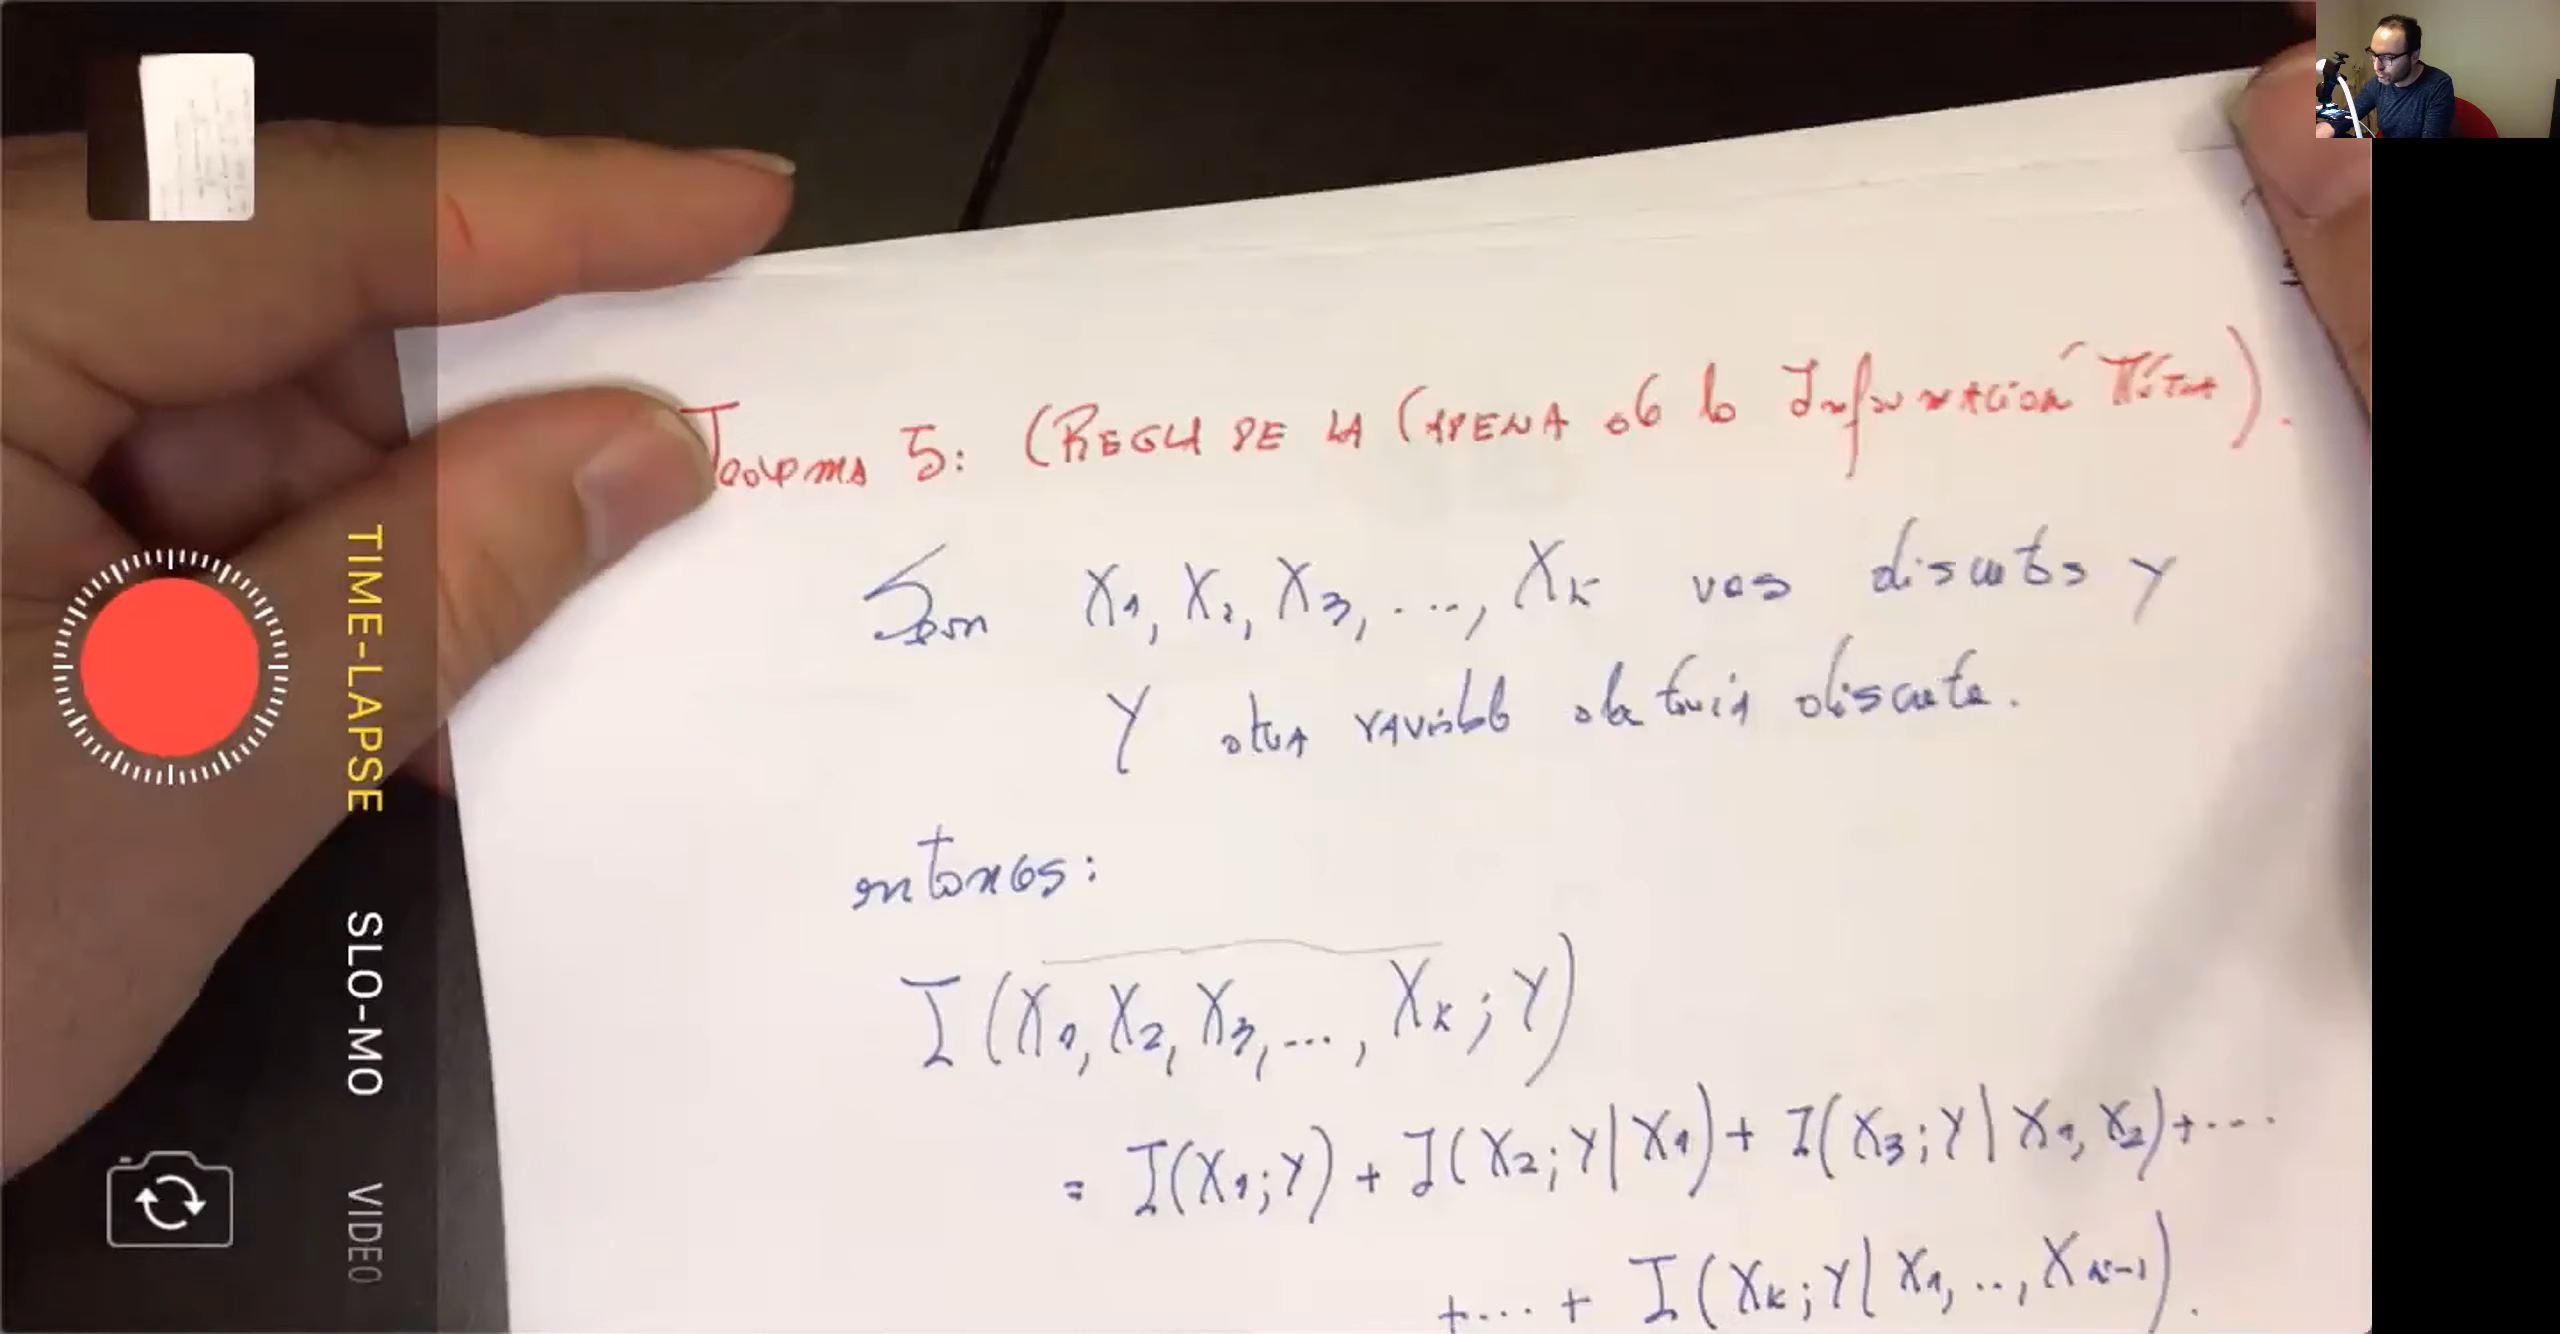 TIME-LAPSE
SLO-MO
VIDEO
Teorema 5: (REGLA DE LA CADENA de la Información Mútua).
Sean X₁, X₂, X₃, ..., Xₖ vas discretas y
Y otra variable aleatoria discreta.
entonces:
I(X₁, X₂, X₃, ..., Xₖ; Y)
= I(X₁; Y) + I(X₂; Y | X₁) + I(X₃; Y | X₁, X₂) + ...
+ ... + I(Xₖ; Y | X₁, .., Xₖ₋₁).